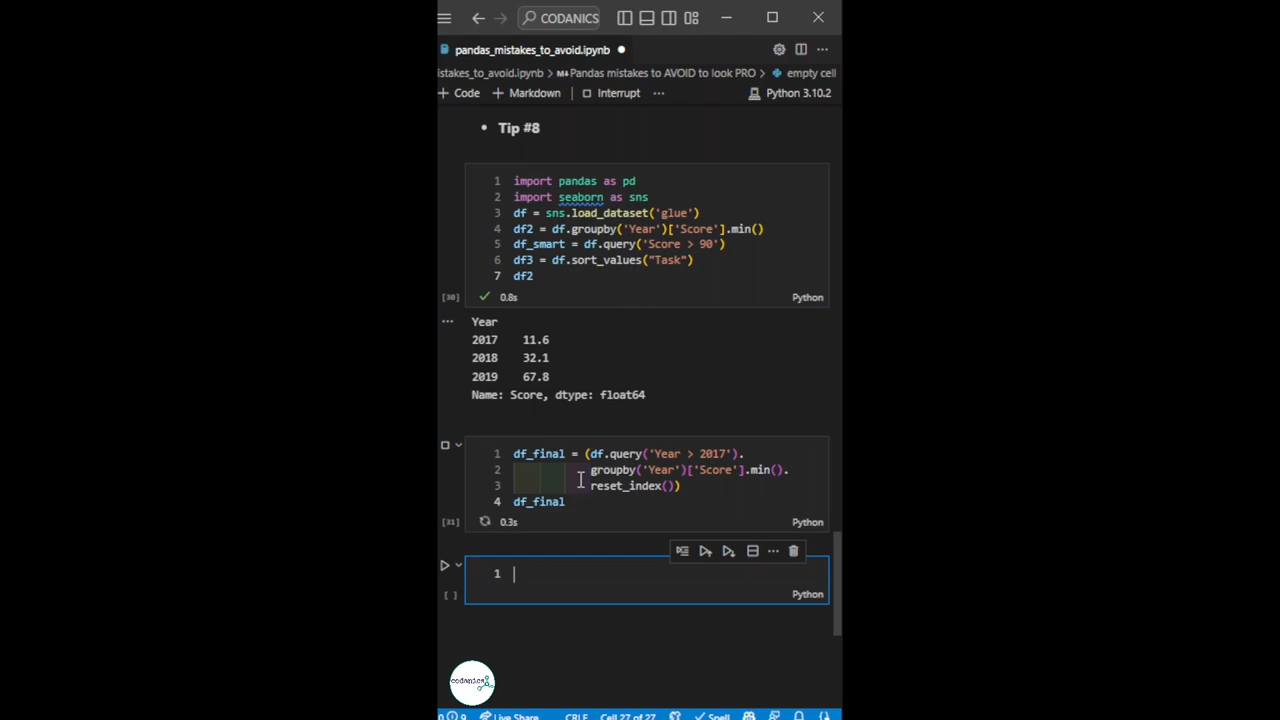 CODANICS
pandas_mistakes_to_avoid.ipynb
istakes_to_avoid.ipynb > M↓Pandas mistakes to AVOID to look PRO > empty cell
+ Code + Markdown Interrupt ... Python 3.10.2
• Tip #8
1 import pandas as pd
2 import seaborn as sns
3 df = sns.load_dataset('glue')
4 df2 = df.groupby('Year')['Score'].min()
5 df_smart = df.query('Score > 90')
6 df3 = df.sort_values("Task")
7 df2
[30] 0.8s Python
... Year
2017 11.6
2018 32.1
2019 67.8
Name: Score, dtype: float64
1 df_final = (df.query('Year > 2017').
2 groupby('Year')['Score'].min().
3 reset_index())
4 df_final
[31] 0.3s Python
1
[ ] Python
codanics
0 9 Live Share CRLF Cell 27 of 27 Spell